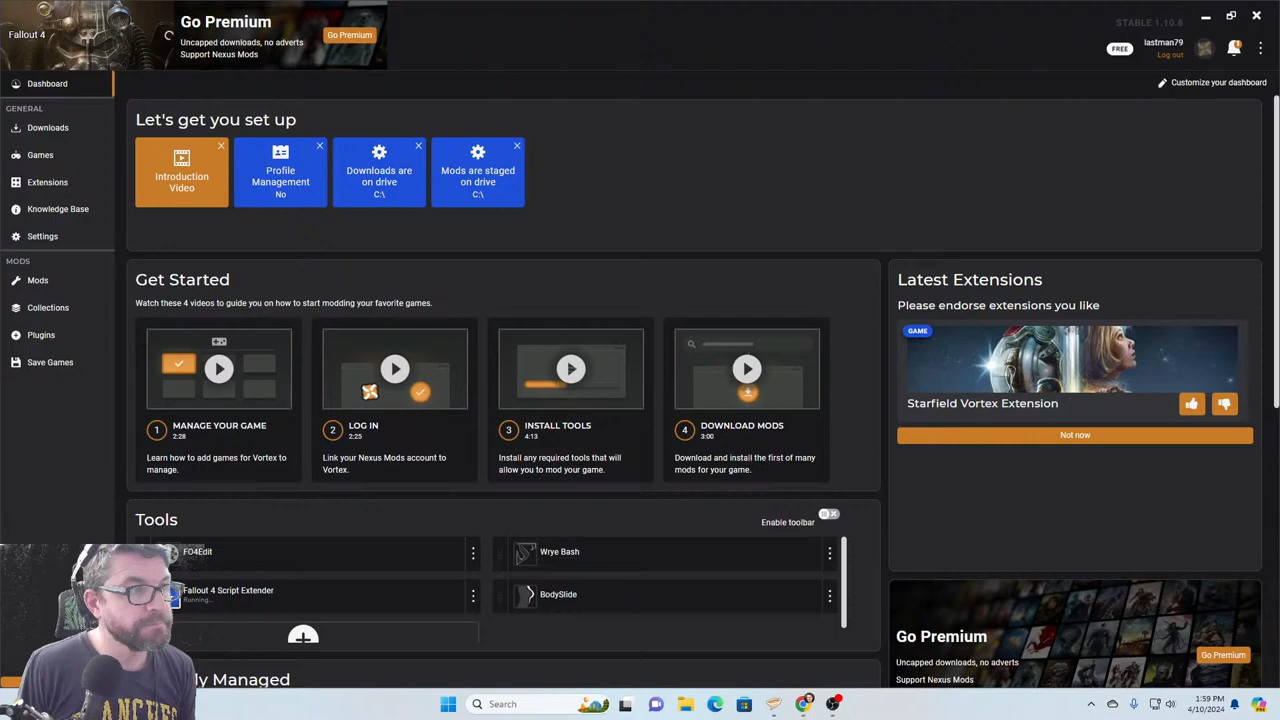 Fallout 4
Go Premium
Uncapped downloads, no adverts
Support Nexus Mods
Go Premium
STABLE 1.10.8
FREE
lastman79
Log out
Dashboard
Customize your dashboard
GENERAL
Downloads
Games
Extensions
Knowledge Base
Settings
MODS
Mods
Collections
Plugins
Save Games
Let's get you set up
Introduction
Video
Profile
Management
No
Downloads are
on drive
C:\
Mods are staged
on drive
C:\
Get Started
Watch these 4 videos to guide you on how to start modding your favorite games.
1 MANAGE YOUR GAME
2:28
Learn how to add games for Vortex to
manage.
2 LOG IN
2:25
Link your Nexus Mods account to
Vortex.
3 INSTALL TOOLS
4:13
Install any required tools that will
allow you to mod your game.
4 DOWNLOAD MODS
3:00
Download and install the first of many
mods for your game.
Latest Extensions
Please endorse extensions you like
GAME
Starfield Vortex Extension
Not now
Tools
Enable toolbar
FO4Edit
Wrye Bash
Fallout 4 Script Extender
Running...
BodySlide
Go Premium
Uncapped downloads, no adverts
Support Nexus Mods
Go Premium
ly Managed
Search
1:59 PM
4/10/2024